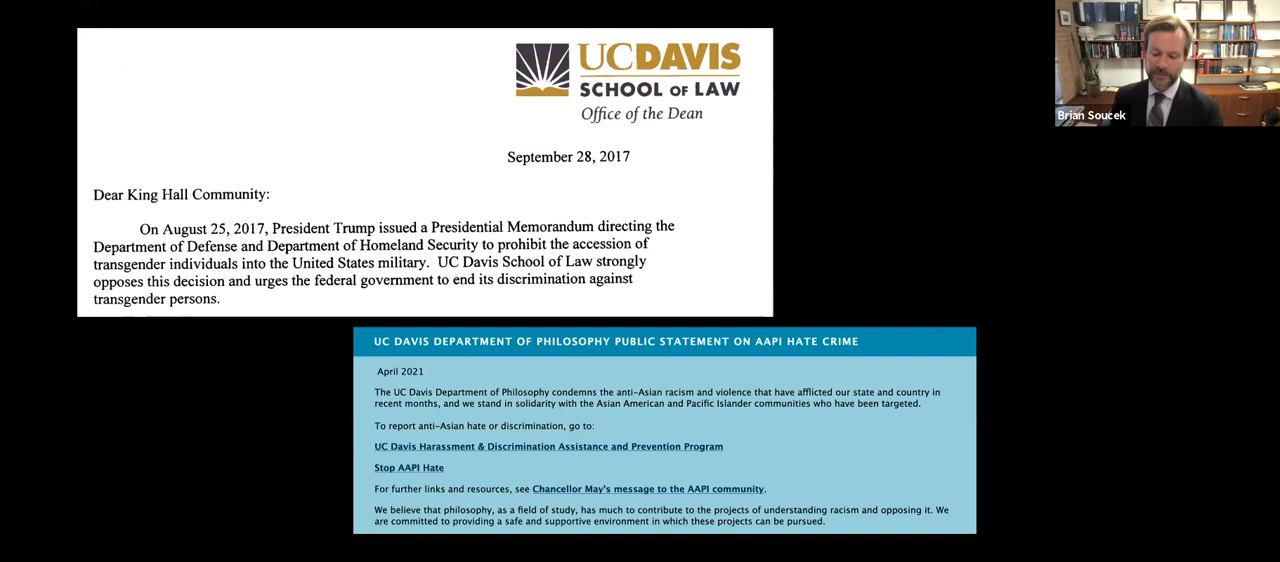 UCDAVIS
SCHOOL OF LAW
Office of the Dean
September 28, 2017
Dear King Hall Community:
On August 25, 2017, President Trump issued a Presidential Memorandum directing the
Department of Defense and Department of Homeland Security to prohibit the accession of
transgender individuals into the United States military. UC Davis School of Law strongly
opposes this decision and urges the federal government to end its discrimination against
transgender persons.
Brian Soucek
UC DAVIS DEPARTMENT OF PHILOSOPHY PUBLIC STATEMENT ON AAPI HATE CRIME
April 2021
The UC Davis Department of Philosophy condemns the anti-Asian racism and violence that have afflicted our state and country in
recent months, and we stand in solidarity with the Asian American and Pacific Islander communities who have been targeted.
To report anti-Asian hate or discrimination, go to:
UC Davis Harassment & Discrimination Assistance and Prevention Program
Stop AAPI Hate
For further links and resources, see Chancellor May's message to the AAPI community.
We believe that philosophy, as a field of study, has much to contribute to the projects of understanding racism and opposing it. We
are committed to providing a safe and supportive environment in which these projects can be pursued.